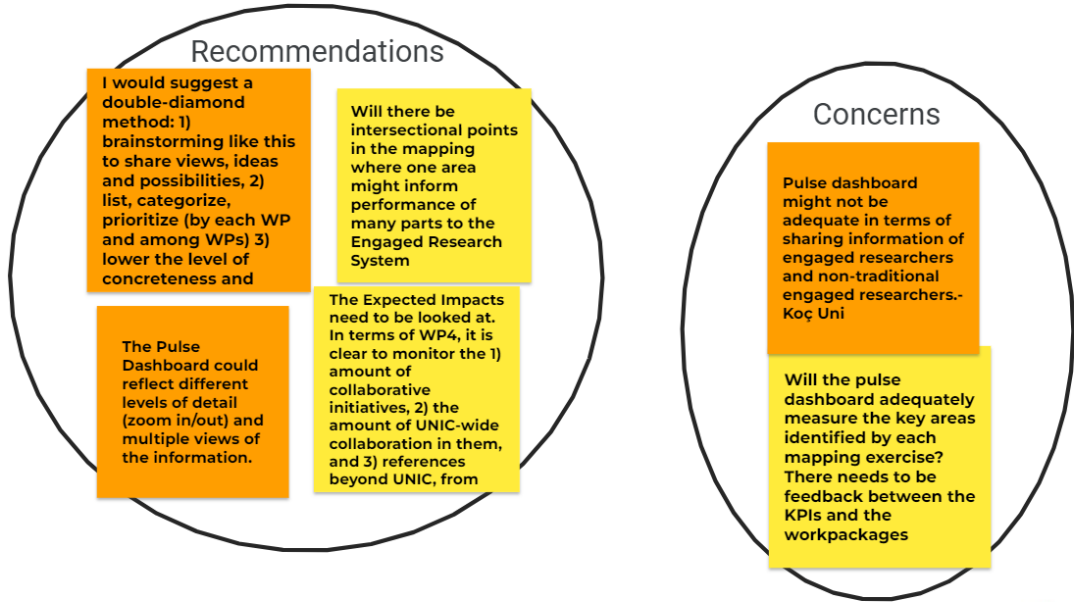 Recommendations
I would suggest a
double-diamond
method: 1)
brainstorming like this
to share views, ideas
and possibilities, 2)
list, categorize,
prioritize (by each WP
and among WPs) 3)
lower the level of
concreteness and
Will there be
intersectional points
in the mapping
where one area
might inform
performance of
many parts to the
Engaged Research
System
The Pulse
Dashboard could
reflect different
levels of detail
(zoom in/out) and
multiple views of
the information.
The Expected Impacts
need to be looked at.
In terms of WP4, it is
clear to monitor the 1)
amount of
collaborative
initiatives, 2) the
amount of UNIC-wide
collaboration in them,
and 3) references
beyond UNIC, from
Concerns
Pulse dashboard
might not be
adequate in terms of
sharing information of
engaged researchers
and non-traditional
engaged researchers.-
Koç Uni
Will the pulse
dashboard adequately
measure the key areas
identified by each
mapping exercise?
There needs to be
feedback between the
KPIs and the
workpackages